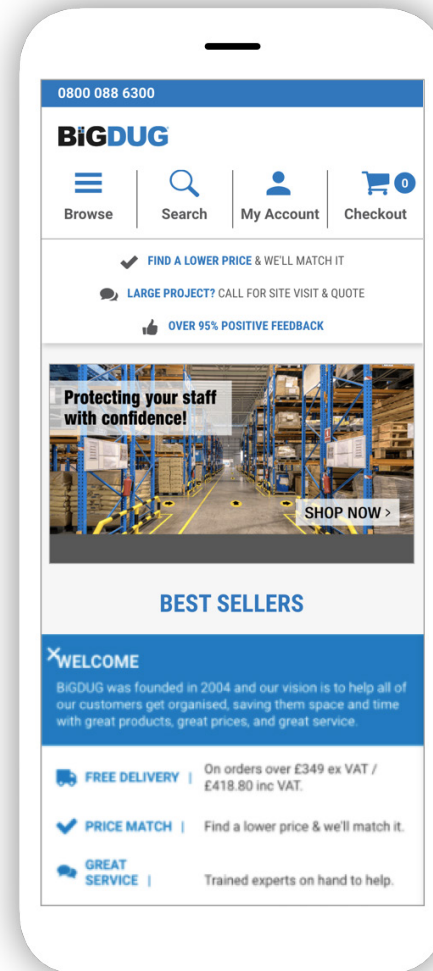 0800 088 6300
BiGDUG
Browse
Search
My Account
0
Checkout
FIND A LOWER PRICE & WE'LL MATCH IT
LARGE PROJECT? CALL FOR SITE VISIT & QUOTE
OVER 95% POSITIVE FEEDBACK
Protecting your staff
with confidence!
SHOP NOW >
BEST SELLERS
WELCOME
BiGDUG was founded in 2004 and our vision is to help all of
our customers get organised, saving them space and time
with great products, great prices, and great service.
FREE DELIVERY |
On orders over £349 ex VAT /
£418.80 inc VAT.
PRICE MATCH |
Find a lower price & we'll match it.
GREAT
SERVICE |
Trained experts on hand to help.